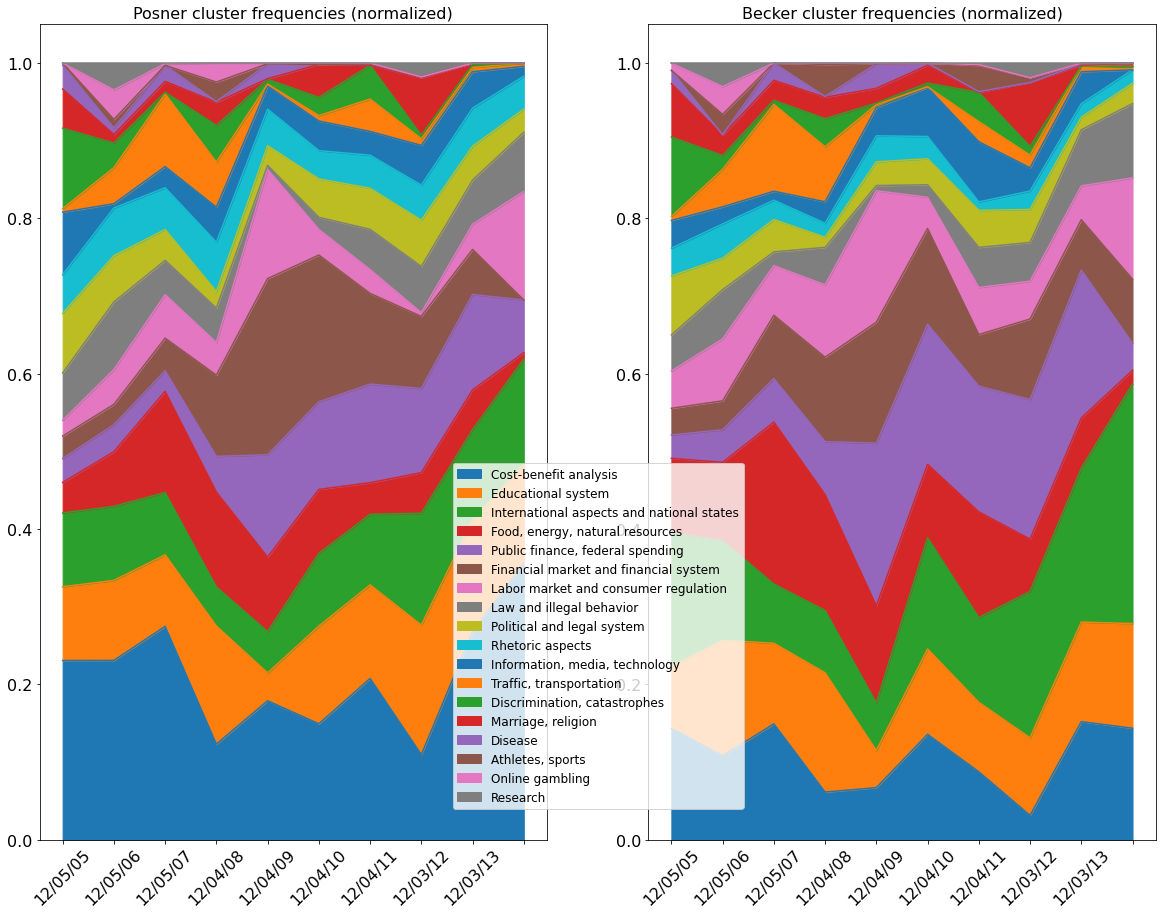 Posner cluster frequencies (normalized)
1.0
0.8
0.6
0.4
0.2
0.0
12/05/05
12/05/06
12/05/07
12/04/08
12/04/09
12/04/10
12/04/11
12/03/12
12/03/13
Becker cluster frequencies (normalized)
1.0
0.8
0.6
0.4
0.2
0.0
12/05/05
12/05/06
12/05/07
12/04/08
12/04/09
12/04/10
12/04/11
12/03/12
12/03/13
Cost-benefit analysis
Educational system
International aspects and national states
Food, energy, natural resources
Public finance, federal spending
Financial market and financial system
Labor market and consumer regulation
Law and illegal behavior
Political and legal system
Rhetoric aspects
Information, media, technology
Traffic, transportation
Discrimination, catastrophes
Marriage, religion
Disease
Athletes, sports
Online gambling
Research